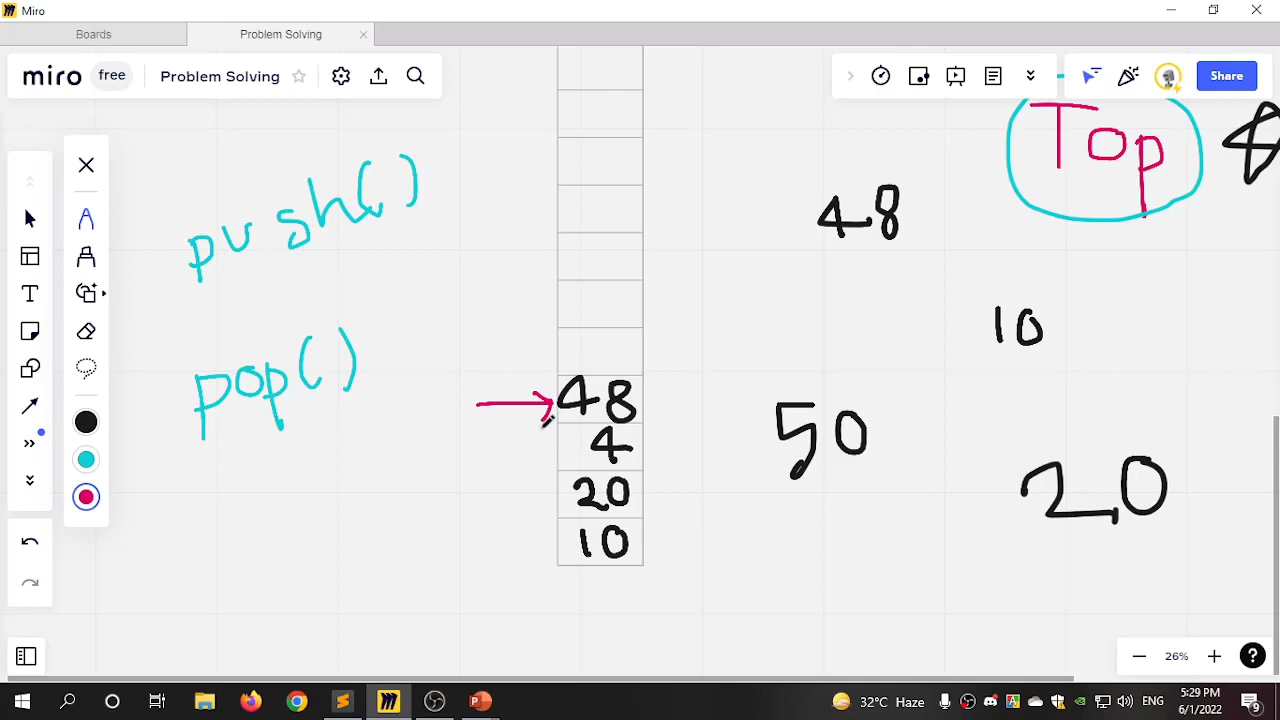 Miro
Boards
Problem Solving
miro free Problem Solving
Share
Top
push()
48
10
pop()
48
4
20
10
50
20
26%
32°C Haze
ENG
5:29 PM
6/1/2022
9